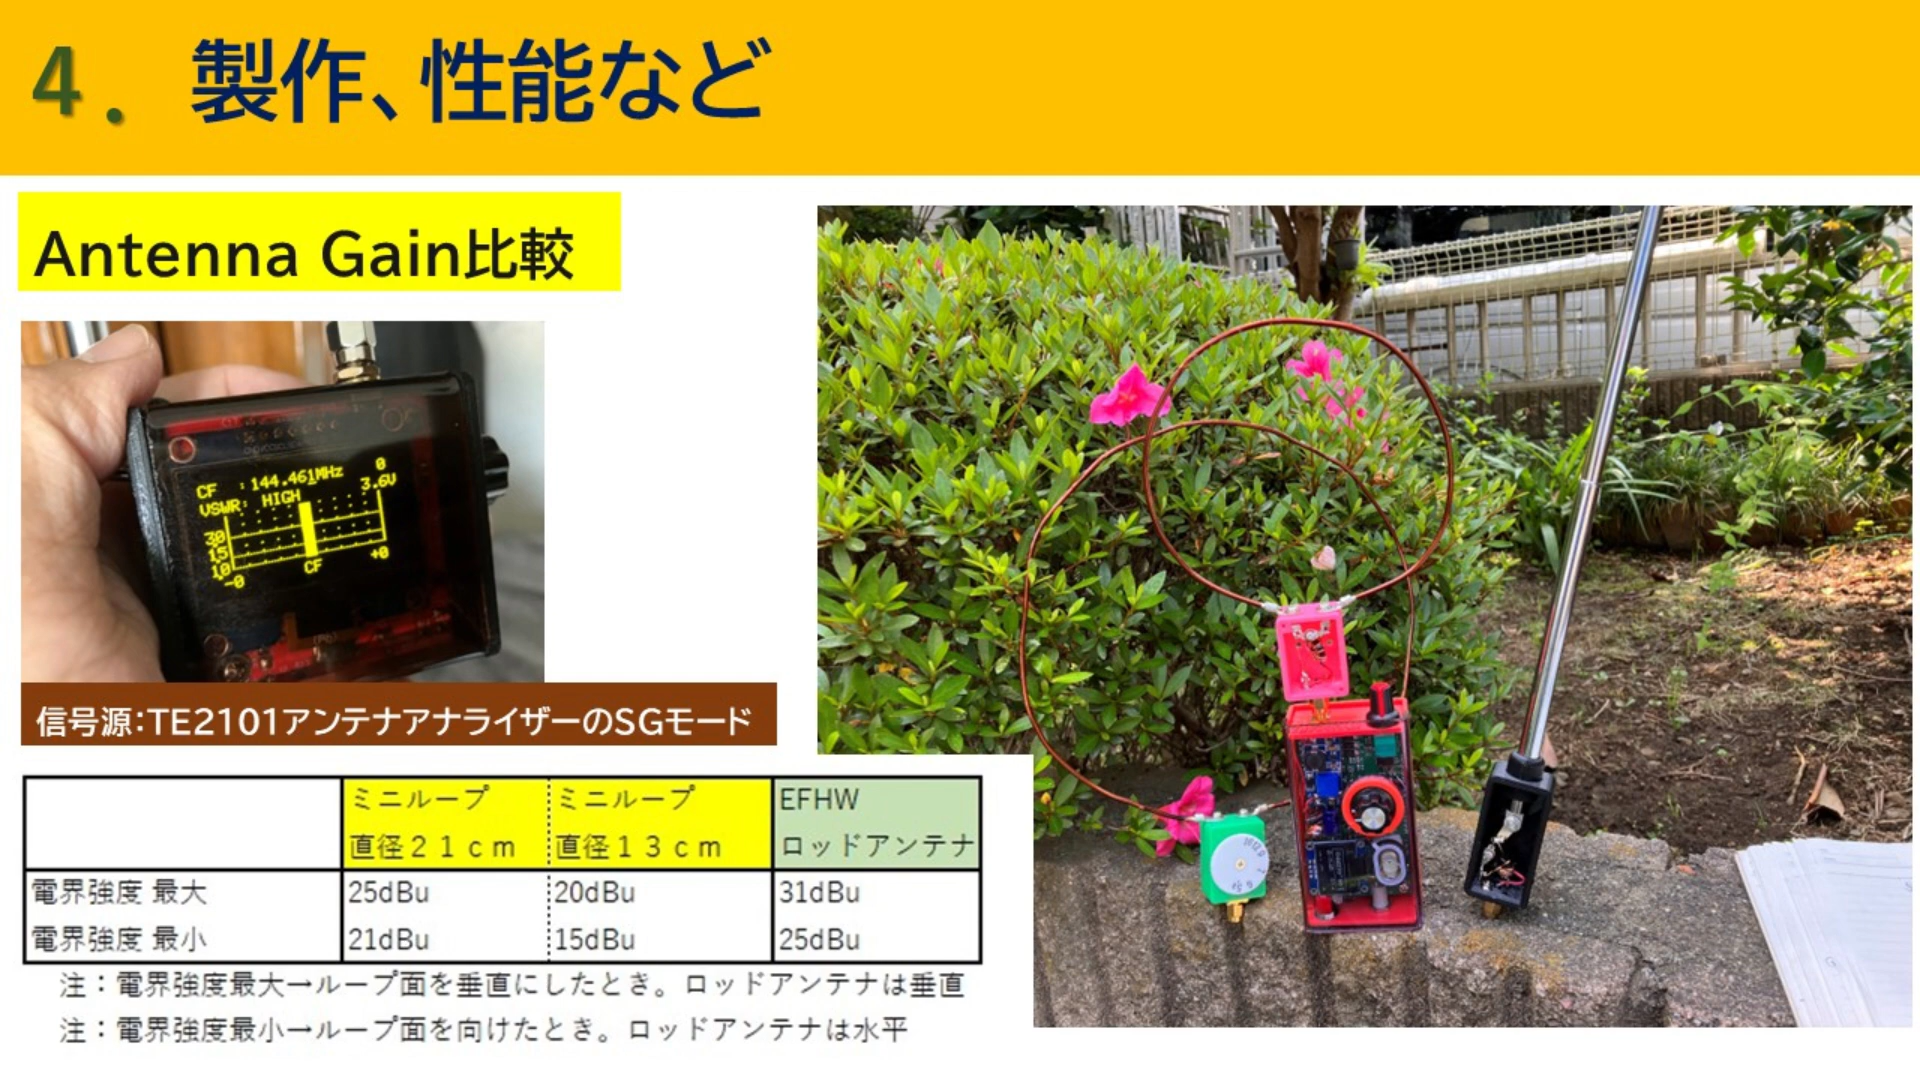 4. 製作、性能など
Antenna Gain比較
CF :144.461MHz 0
VSWR: HIGH 3.6V
30
15
10
-0 CF +0
信号源：TE2101アンテナアナライザーのSGモード
ミニループ ミニループ EFHW
直径２１ｃｍ 直径１３ｃｍ ロッドアンテナ
電界強度 最大 25dBu 20dBu 31dBu
電界強度 最小 21dBu 15dBu 25dBu
注：電界強度最大→ループ面を垂直にしたとき。ロッドアンテナは垂直
注：電界強度最小→ループ面を向けたとき。ロッドアンテナは水平